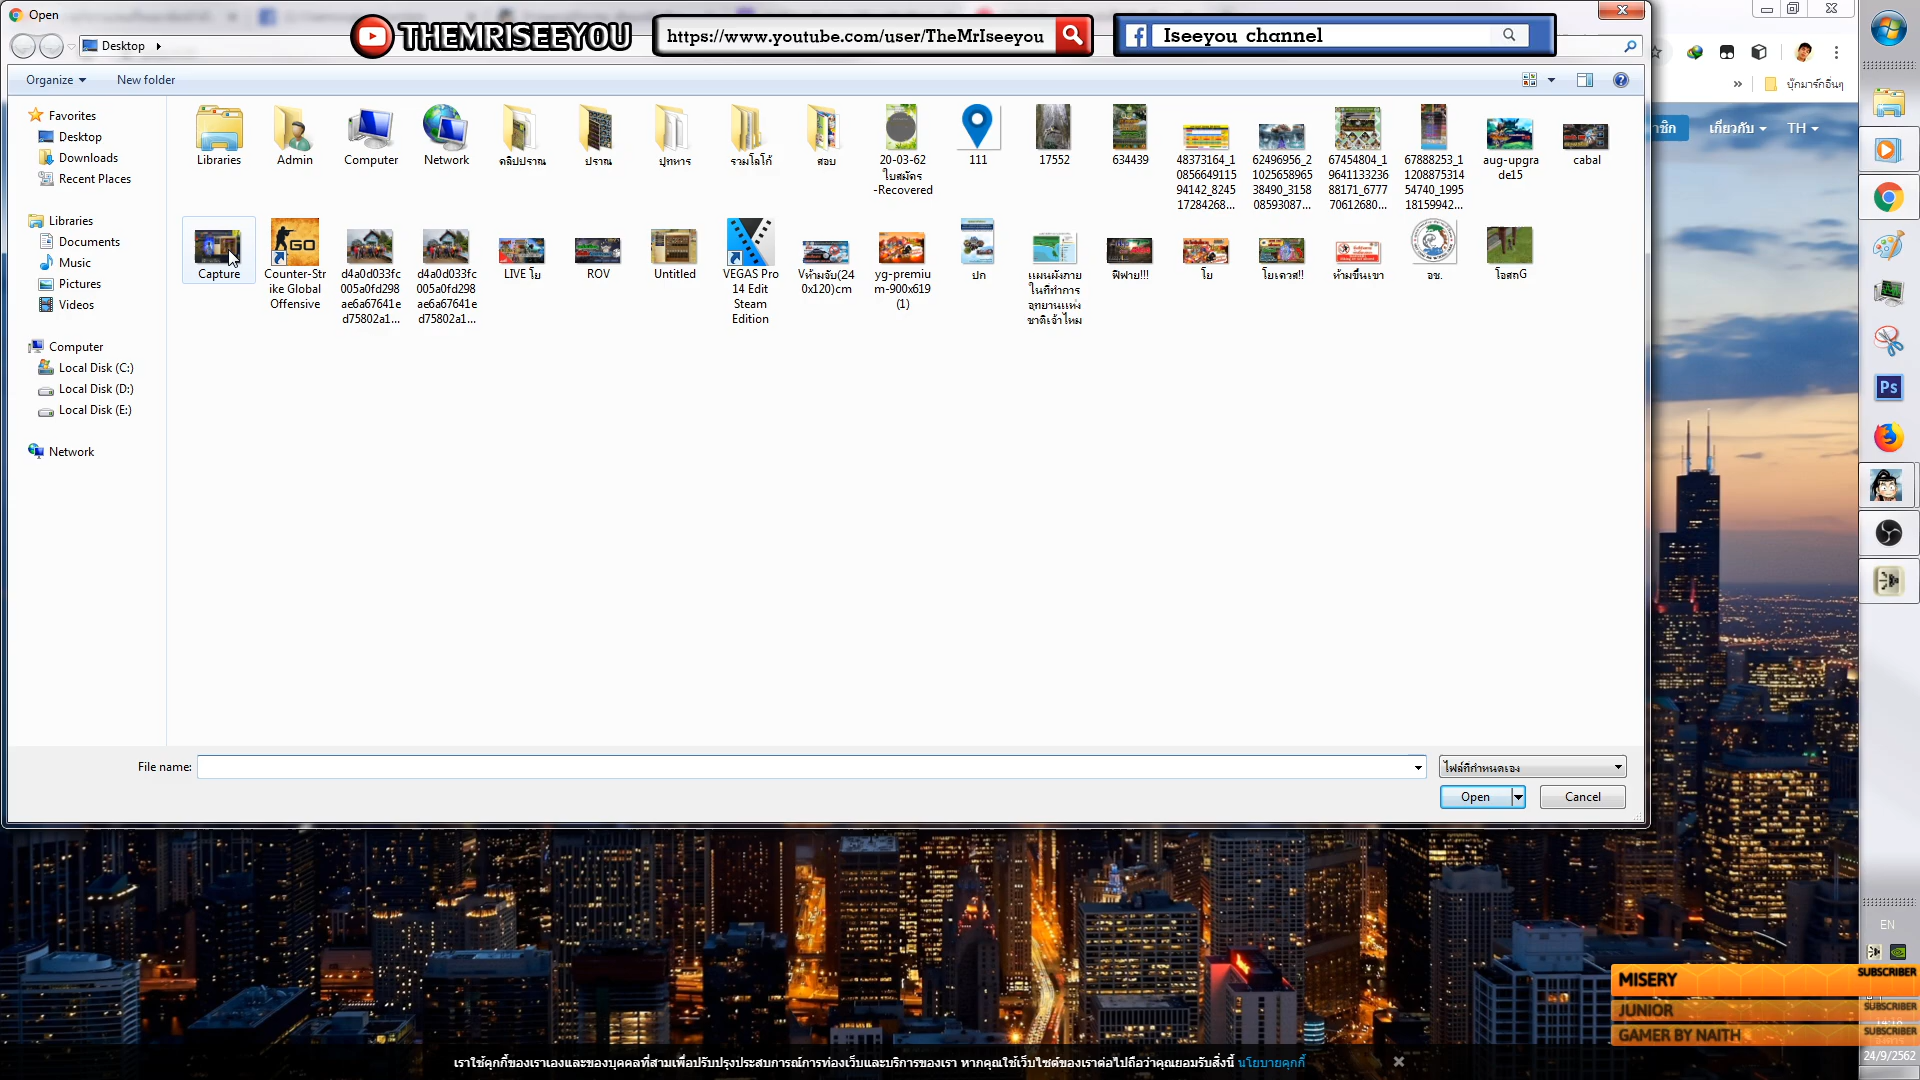 Open
Desktop
THEMRISEEYOU
https://www.youtube.com/user/TheMrIseeyou
Iseeyou channel
Organize
New folder
บุ๊กมาร์กอื่นๆ
เกี่ยวกับ
TH
Favorites
Desktop
Downloads
Recent Places
Libraries
Documents
Music
Pictures
Videos
Computer
Local Disk (C:)
Local Disk (D:)
Local Disk (E:)
Network
Libraries
Admin
Computer
Network
คลิปปราณ
ปราณ
ปุกหาร
รวมโลโก้
สอบ
20-03-62
ใบสมัคร
-Recovered
111
17552
634439
48373164_1
0856649115
94142_8245
17284268...
62496956_2
1025658965
38490_3158
08593087...
67454804_1
9641133236
88171_6777
70612680...
67888253_1
1208875314
54740_1995
18159942...
aug-upgra
de15
cabal
Capture
Counter-Str
ike Global
Offensive
d4a0d033fc
005a0fd298
ae6a67641e
d75802a1...
d4a0d033fc
005a0fd298
ae6a67641e
d75802a1...
LIVE โย
ROV
Untitled
VEGAS Pro
14 Edit
Steam
Edition
Vห้ามจับ(24
0x120)cm
yg-premiu
m-900x619
(1)
ปก
แผนผังภาย
ในที่ทำการ
อุทยานแห่ง
ชาติเจ้าไหม
ฟิฟาย!!!
โย
โยเควส!!
ห้ามขึ้นเขา
อช.
โอสถG
File name:
ไฟล์ที่กำหนดเอง
Open
Cancel
Ps
EN
MISERY
SUBSCRIBER
JUNIOR
SUBSCRIBER
GAMER BY NAITH
SUBSCRIBER
24/9/2562
เราใช้คุกกี้ของเราเองและของบุคคลที่สามเพื่อปรับปรุงประสบการณ์การท่องเว็บและบริการของเรา หากคุณใช้เว็บไซต์ของเราต่อไปถือว่าคุณยอมรับสิ่งนี้ นโยบายคุกกี้